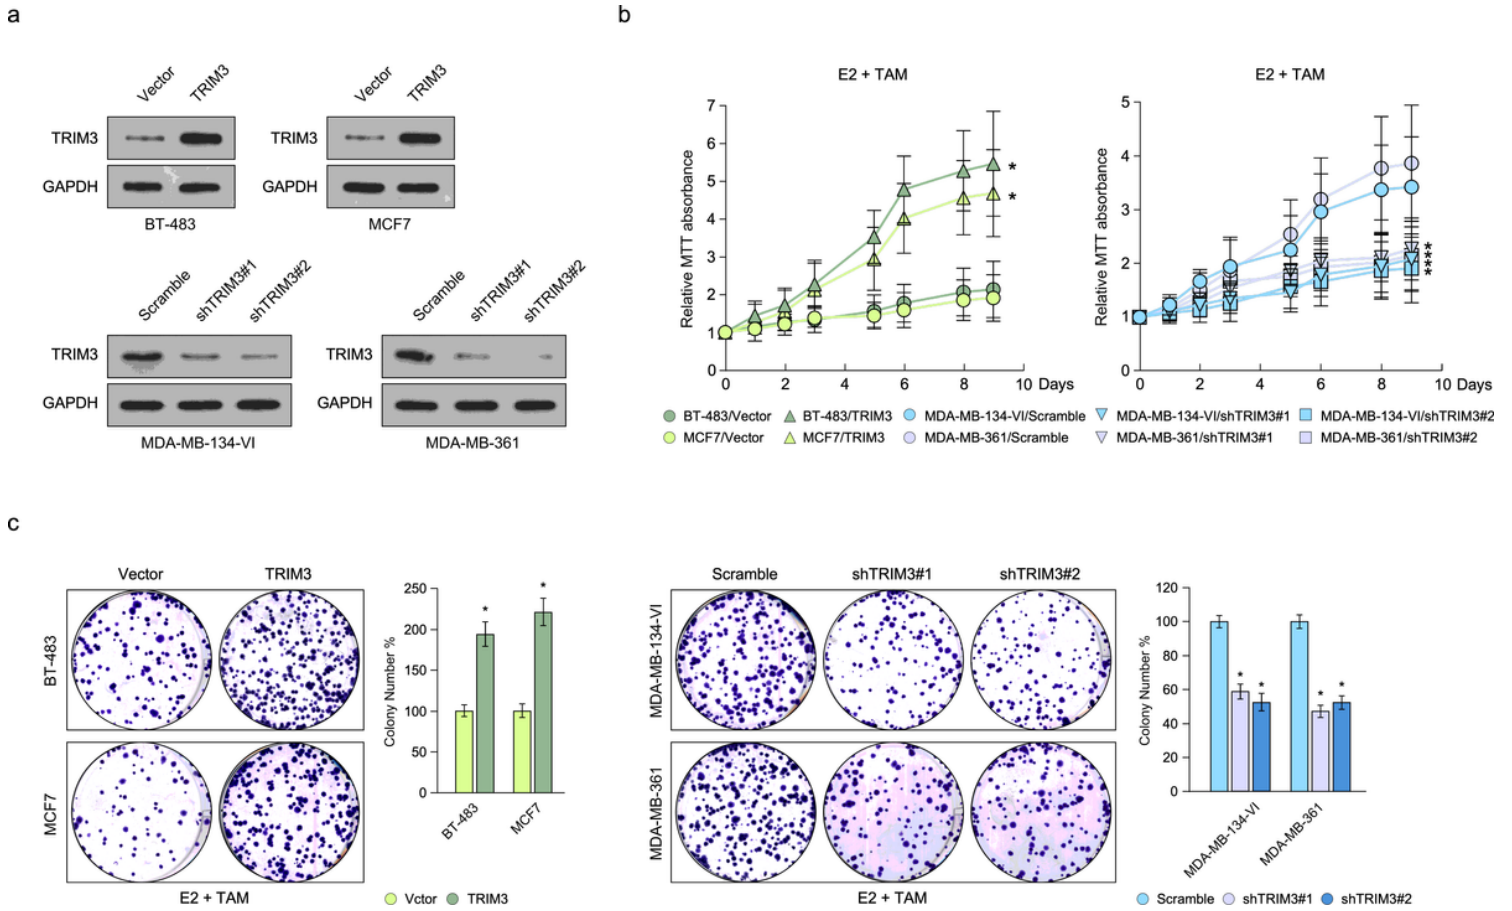 a
Vector TRIM3
TRIM3
GAPDH
BT-483
Vector TRIM3
TRIM3
GAPDH
MCF7
Scramble shTRIM3#1 shTRIM3#2
TRIM3
GAPDH
MDA-MB-134-VI
Scramble shTRIM3#1 shTRIM3#2
TRIM3
GAPDH
MDA-MB-361
b
E2 + TAM
Relative MTT absorbance
7
6
5
4
3
2
1
0
*
*
0 2 4 6 8 10 Days
E2 + TAM
Relative MTT absorbance
5
4
3
2
1
0
*
*
*
*
0 2 4 6 8 10 Days
BT-483/Vector BT-483/TRIM3 MDA-MB-134-VI/Scramble MDA-MB-134-VI/shTRIM3#1 MDA-MB-134-VI/shTRIM3#2
MCF7/Vector MCF7/TRIM3 MDA-MB-361/Scramble MDA-MB-361/shTRIM3#1 MDA-MB-361/shTRIM3#2
c
Vector TRIM3
BT-483
MCF7
E2 + TAM
Colony Number %
250
200
150
100
50
0
* *
BT-483 MCF7
Vctor TRIM3
Scramble shTRIM3#1 shTRIM3#2
MDA-MB-134-VI
MDA-MB-361
E2 + TAM
Colony Number %
120
100
80
60
40
20
0
* * * *
MDA-MB-134-VI MDA-MB-361
Scramble shTRIM3#1 shTRIM3#2